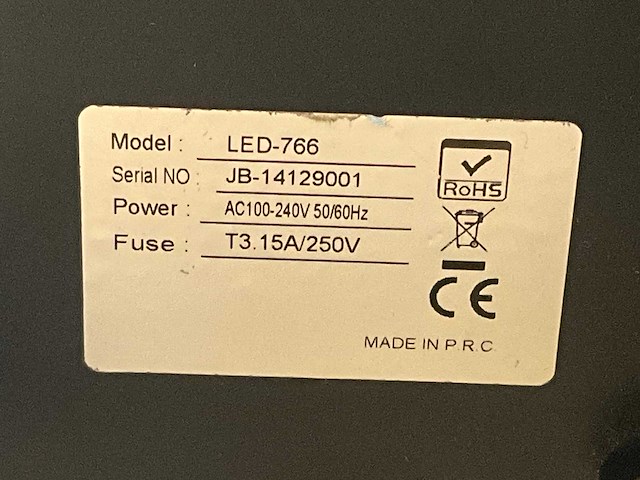 Model : LED-766
Serial NO : JB-14129001
Power : AC100-240V 50/60Hz
Fuse : T3.15A/250V
RoHS
CE
MADE IN P.R.C